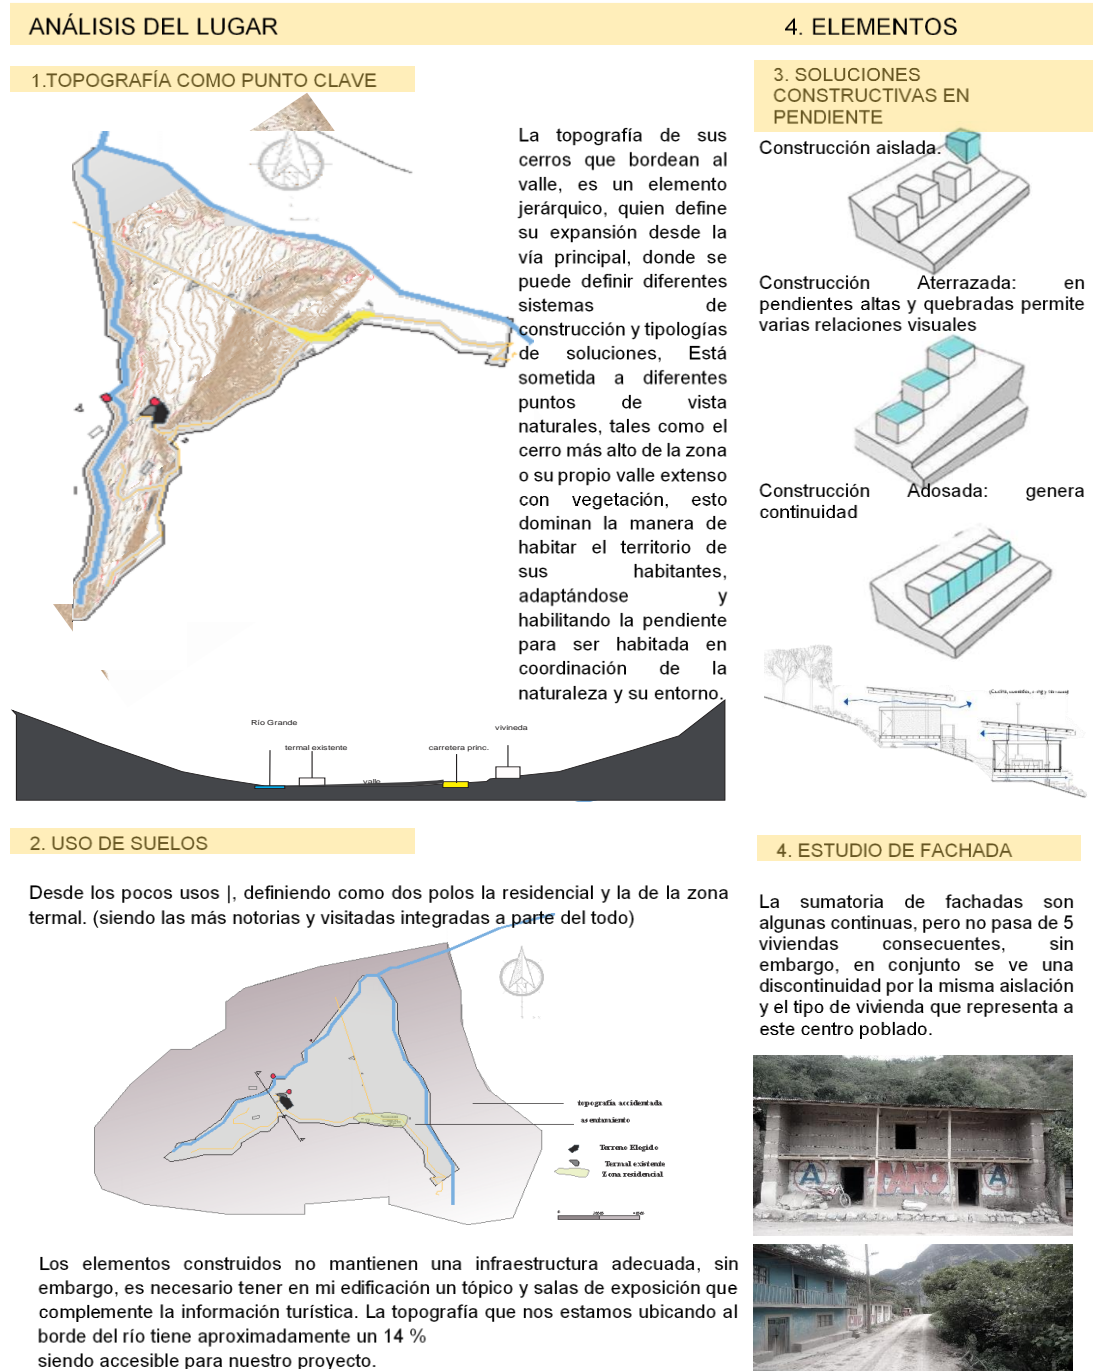 ANÁLISIS DEL LUGAR
1.TOPOGRAFÍA COMO PUNTO CLAVE
La topografía de sus
cerros que bordean al
valle, es un elemento
jerárquico, quien define
su expansión desde la
vía principal, donde se
puede definir diferentes
sistemas de
construcción y tipologías
de soluciones, Está
sometida a diferentes
puntos de vista
naturales, tales como el
cerro más alto de la zona
o su propio valle extenso
con vegetación, esto
dominan la manera de
habitar el territorio de
sus habitantes,
adaptándose y
habilitando la pendiente
para ser habitada en
coordinación de la
naturaleza y su entorno.
Río Grande
termal existente
valle
carretera princ.
vivineda
2. USO DE SUELOS
Desde los pocos usos |, definiendo como dos polos la residencial y la de la zona
termal. (siendo las más notorias y visitadas integradas a parte del todo)
topografía accidentada
asentamiento
Terreno Elegido
Termal existente
Zona residencial
Los elementos construidos no mantienen una infraestructura adecuada, sin
embargo, es necesario tener en mi edificación un tópico y salas de exposición que
complemente la información turística. La topografía que nos estamos ubicando al
borde del río tiene aproximadamente un 14 %
siendo accesible para nuestro proyecto.
4. ELEMENTOS
3. SOLUCIONES
CONSTRUCTIVAS EN
PENDIENTE
Construcción aislada:
Construcción Aterrazada: en
pendientes altas y quebradas permite
varias relaciones visuales
Construcción Adosada: genera
continuidad
4. ESTUDIO DE FACHADA
La sumatoria de fachadas son
algunas continuas, pero no pasa de 5
viviendas consecuentes, sin
embargo, en conjunto se ve una
discontinuidad por la misma aislación
y el tipo de vivienda que representa a
este centro poblado.
A
A